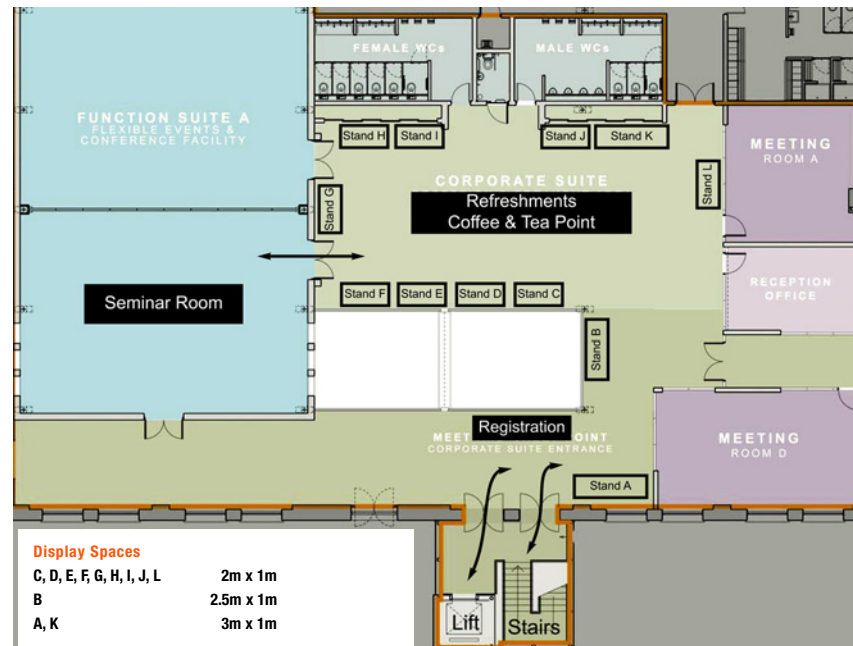 FEMALE WCs
MALE WCs
FUNCTION SUITE A
FLEXIBLE EVENTS &
CONFERENCE FACILITY
Stand H
Stand I
Stand J
Stand K
MEETING
ROOM A
Stand L
CORPORATE SUITE
Refreshments
Coffee & Tea Point
Stand G
Seminar Room
Stand F
Stand E
Stand D
Stand C
RECEPTION
OFFICE
Stand B
Registration
MEET OINT
CORPORATE SUITE ENTRANCE
MEETING
ROOM D
Stand A
Display Spaces
C, D, E, F, G, H, I, J, L 2m x 1m
B 2.5m x 1m
A, K 3m x 1m
Lift
Stairs